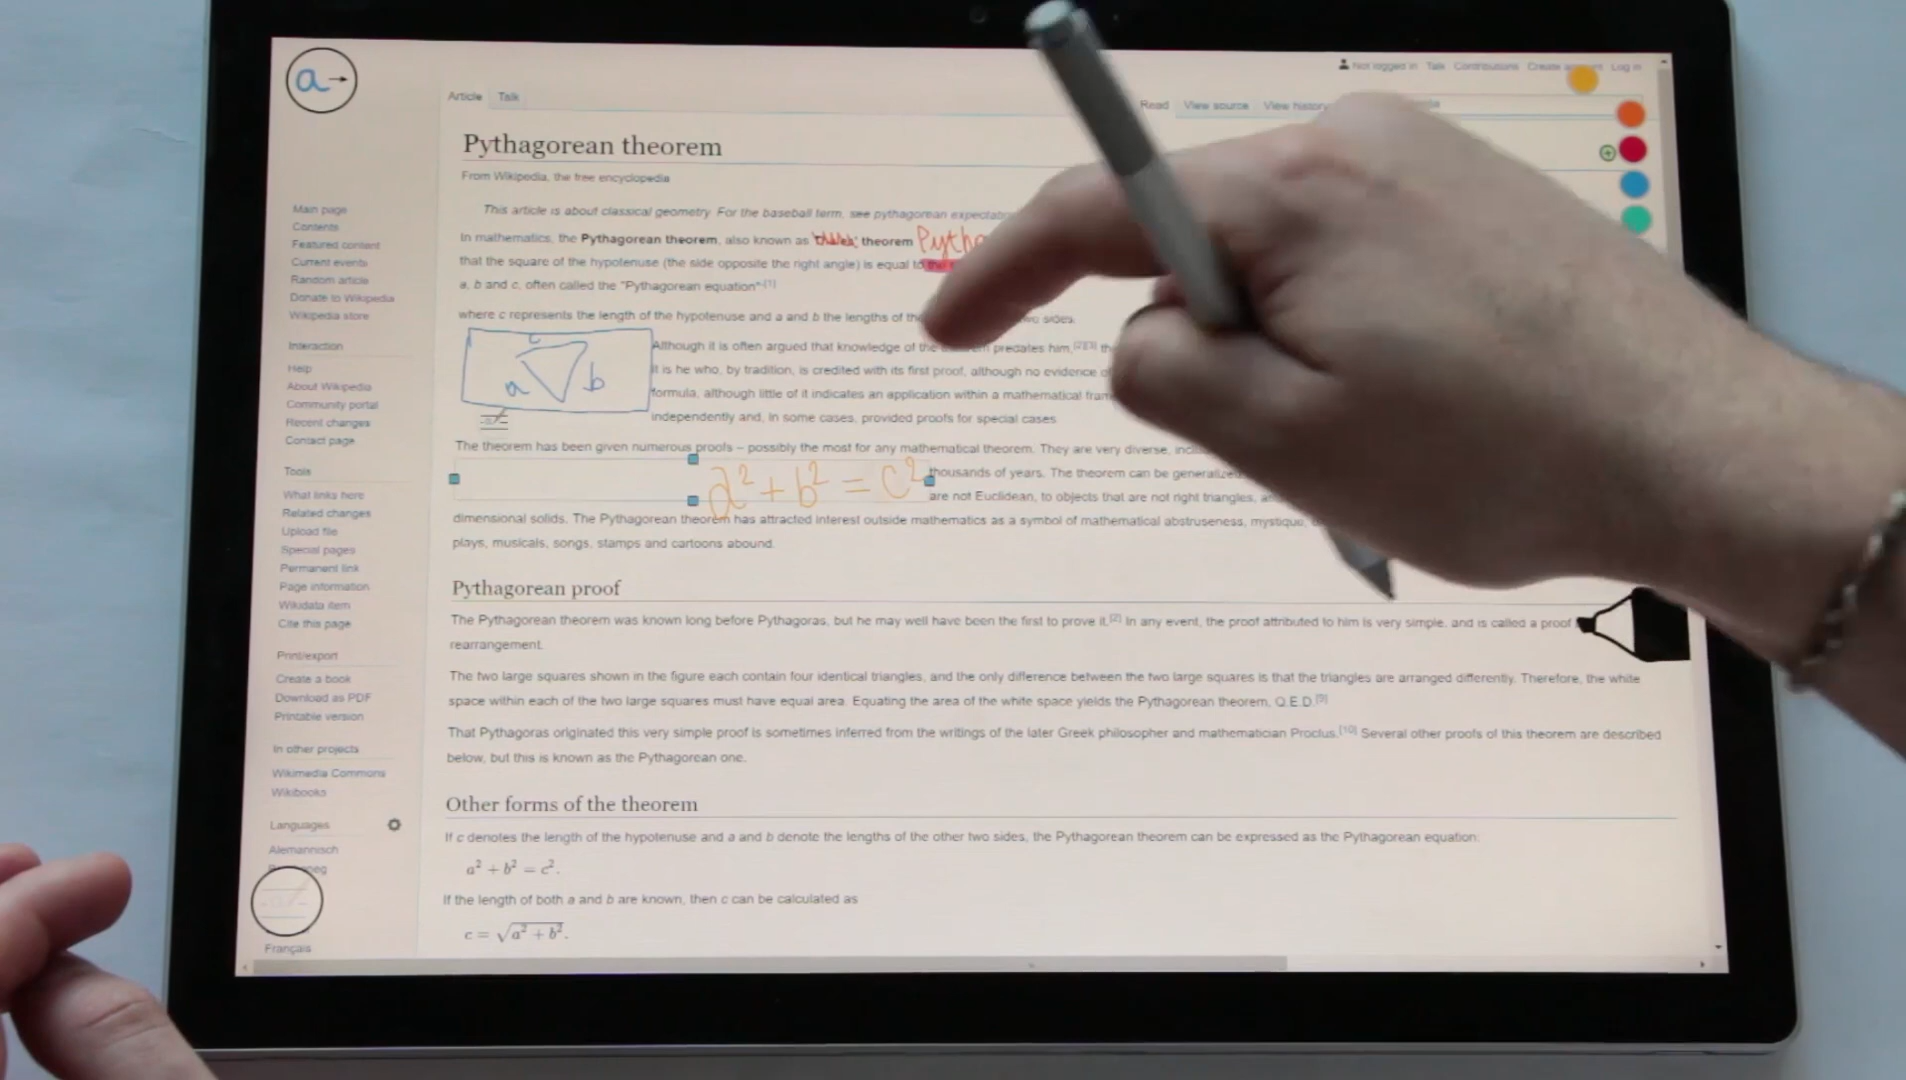 a→
Not logged in Talk Contributions Create Log in
Article Talk
Read View source View history
Pythagorean theorem
From Wikipedia, the free encyclopedia
This article is about classical geometry. For the baseball term, see pythagorean
In mathematics, the Pythagorean theorem, also known as theorem Pytha
that the square of the hypotenuse (the side opposite the right angle) is equal to the
a, b and c, often called the "Pythagorean equation":[1]
where c represents the length of the hypotenuse and a and b the lengths of the two sides.
c
a b
Although it is often argued that knowledge of the predates him,[2][3]
it is he who, by tradition, is credited with its first proof, although no evidence of
formula, although little of it indicates an application within a mathematical
independently and, in some cases, provided proofs for special cases.
The theorem has been given numerous proofs – possibly the most for any mathematical theorem. They are very diverse,
a² + b² = c²
thousands of years. The theorem can be generalized
are not Euclidean, to objects that are not right triangles,
dimensional solids. The Pythagorean theorem has attracted interest outside mathematics as a symbol of mathematical abstruseness, mystique,
plays, musicals, songs, stamps and cartoons abound.
Pythagorean proof
The Pythagorean theorem was known long before Pythagoras, but he may well have been the first to prove it.[2] In any event, the proof attributed to him is very simple, and is called a proof
rearrangement.
The two large squares shown in the figure each contain four identical triangles, and the only difference between the two large squares is that the triangles are arranged differently. Therefore, the white
space within each of the two large squares must have equal area. Equating the area of the white space yields the Pythagorean theorem, Q.E.D.[9]
That Pythagoras originated this very simple proof is sometimes inferred from the writings of the later Greek philosopher and mathematician Proclus.[10] Several other proofs of this theorem are described
below, but this is known as the Pythagorean one.
Other forms of the theorem
If c denotes the length of the hypotenuse and a and b denote the lengths of the other two sides, the Pythagorean theorem can be expressed as the Pythagorean equation:
a² + b² = c².
If the length of both a and b are known, then c can be calculated as
c = √a² + b².
Main page
Contents
Featured content
Current events
Random article
Donate to Wikipedia
Wikipedia store
Interaction
Help
About Wikipedia
Community portal
Recent changes
Contact page
Tools
What links here
Related changes
Upload file
Special pages
Permanent link
Page information
Wikidata item
Cite this page
Print/export
Create a book
Download as PDF
Printable version
In other projects
Wikimedia Commons
Wikibooks
Languages
Alemannisch
Français